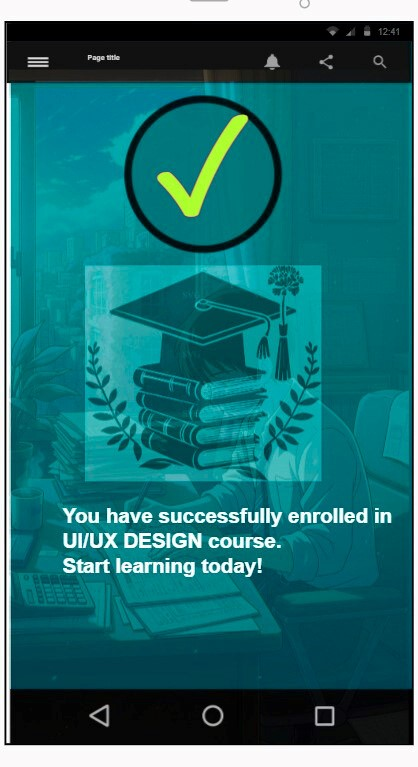 12:41
Page title
You have successfully enrolled in
UI/UX DESIGN course.
Start learning today!